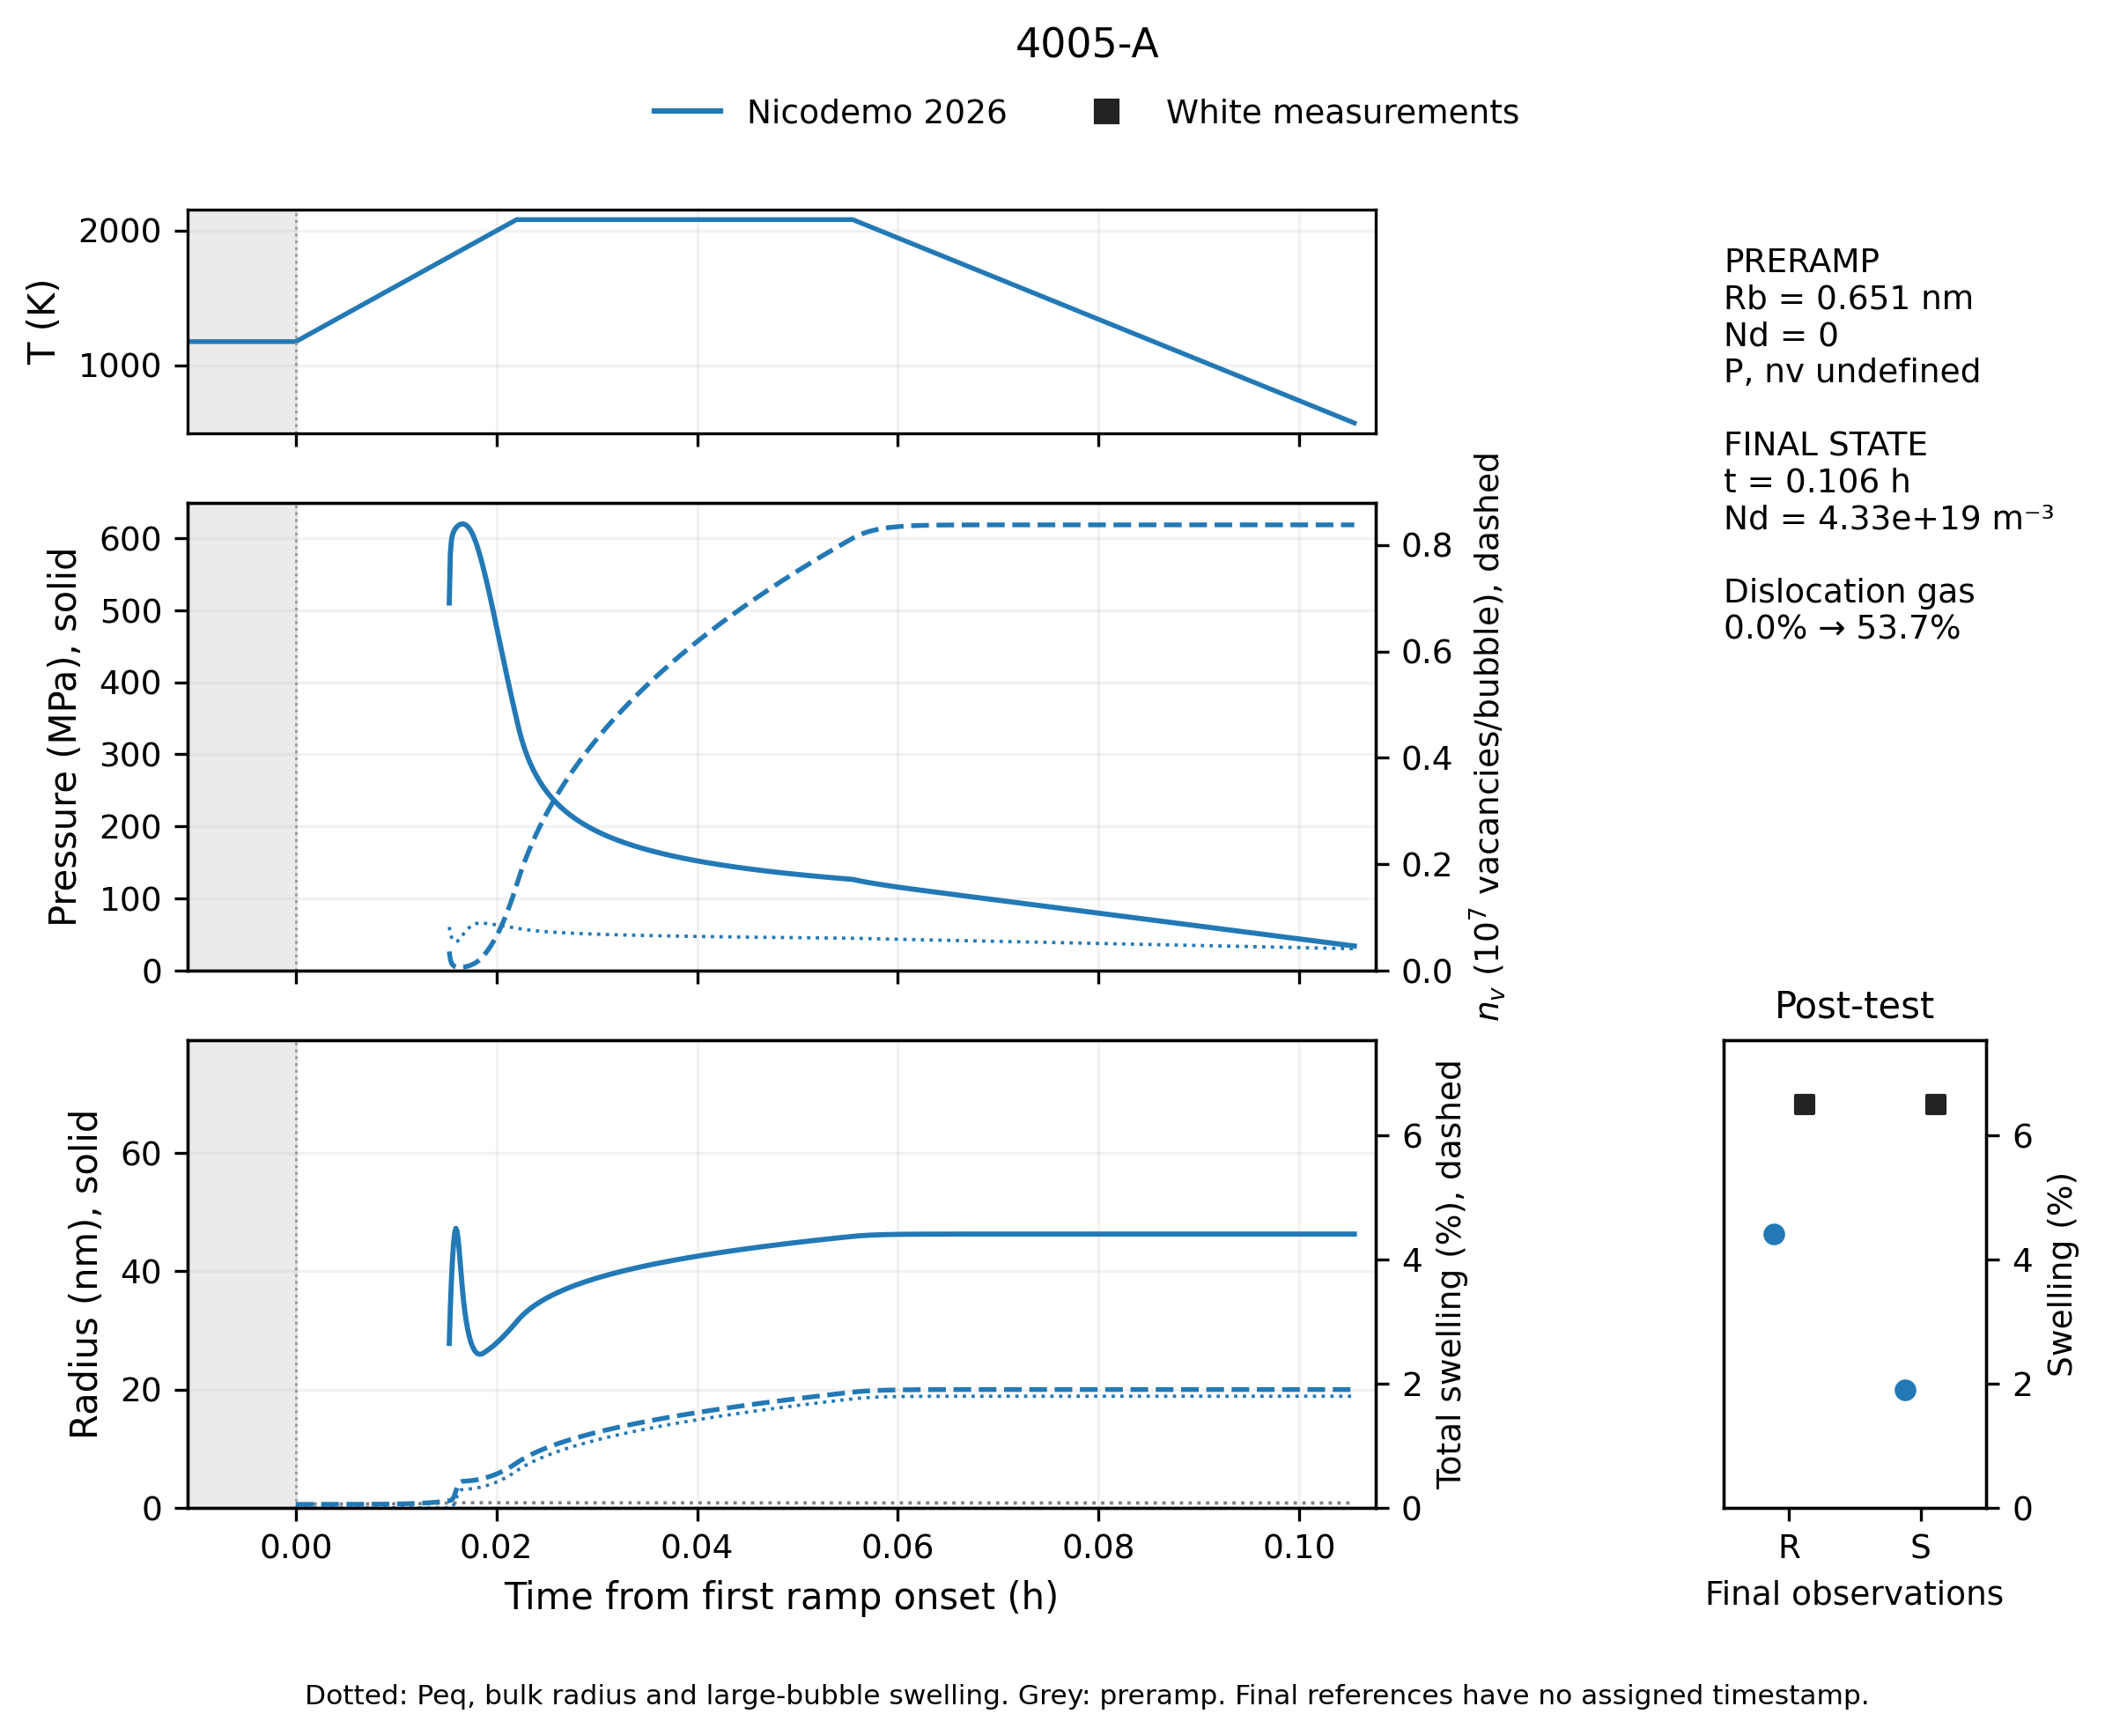 4005-A
Nicodemo 2026
White measurements
2000
1000
T (K)
PRERAMP
Rb = 0.651 nm
Nd = 0
P, nv undefined
FINAL STATE
t = 0.106 h
Nd = 4.33e+19 m⁻³
Dislocation gas
0.0% → 53.7%
600
500
400
300
200
100
0
Pressure (MPa), solid
0.8
0.6
0.4
0.2
0.0
nᵥ (10⁷ vacancies/bubble), dashed
60
40
20
0
Radius (nm), solid
6
4
2
0
Total swelling (%), dashed
0.00 0.02 0.04 0.06 0.08 0.10
Time from first ramp onset (h)
Post-test
6
4
2
0
Swelling (%)
R S
Final observations
Dotted: Peq, bulk radius and large-bubble swelling. Grey: preramp. Final references have no assigned timestamp.